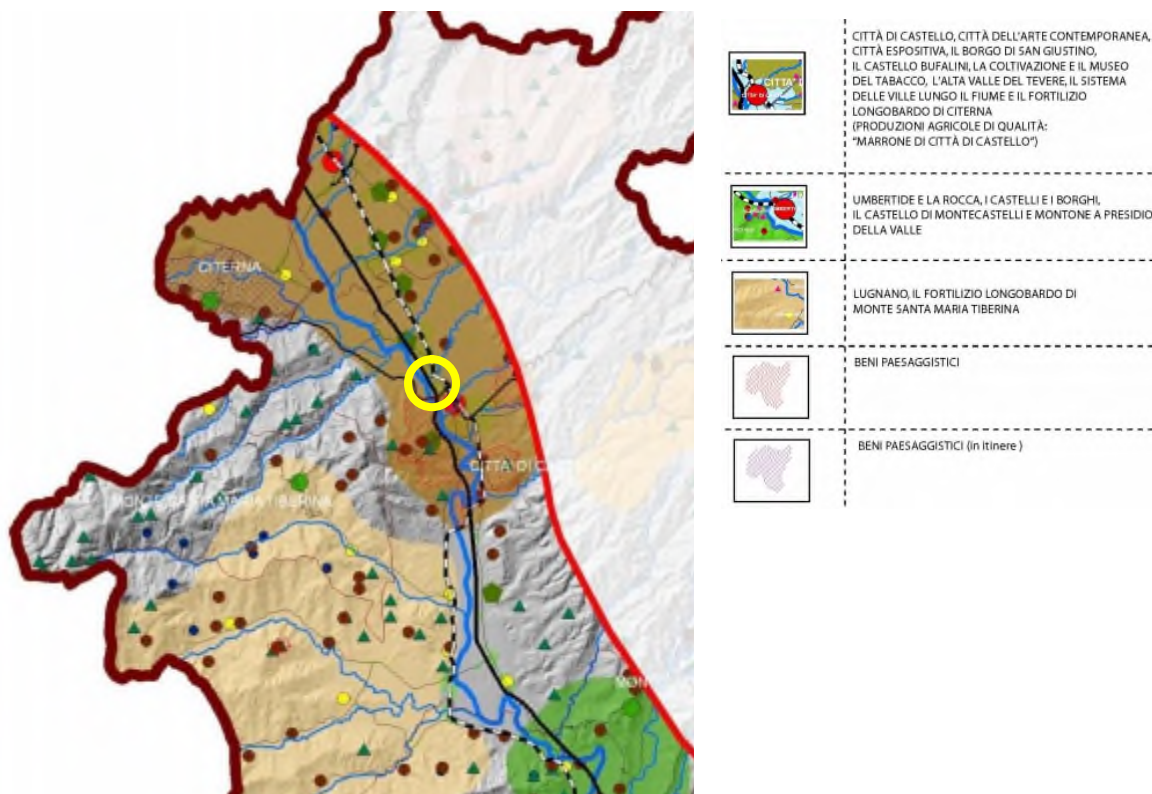 CITERNA
CITTÀ DI CASTELLO
MONTE SANTA MARIA TIBERINA
MON
CITTÀ DI CASTELLO, CITTÀ DELL'ARTE CONTEMPORANEA,
CITTÀ ESPOSITIVA, IL BORGO DI SAN GIUSTINO,
IL CASTELLO BUFALINI, LA COLTIVAZIONE E IL MUSEO
DEL TABACCO, L'ALTA VALLE DEL TEVERE, IL SISTEMA
DELLE VILLE LUNGO IL FIUME E IL FORTILIZIO
LONGOBARDO DI CITERNA
(PRODUZIONI AGRICOLE DI QUALITÀ:
"MARRONE DI CITTÀ DI CASTELLO")
UMBERTIDE E LA ROCCA, I CASTELLI E I BORGHI,
IL CASTELLO DI MONTECASTELLI E MONTONE A PRESIDIO
DELLA VALLE
LUGNANO, IL FORTILIZIO LONGOBARDO DI
MONTE SANTA MARIA TIBERINA
BENI PAESAGGISTICI
BENI PAESAGGISTICI (in itinere )